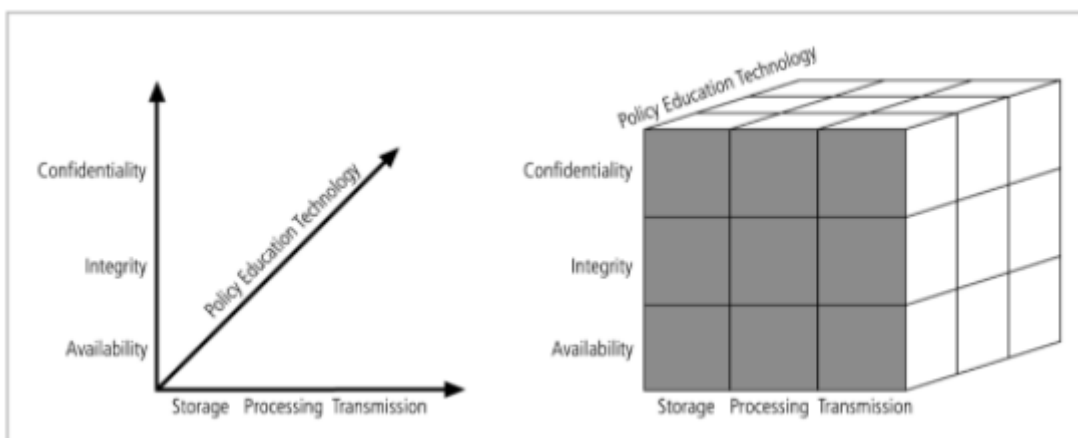 Confidentiality
Integrity
Availability
Policy Education Technology
Storage Processing Transmission
Policy Education Technology
Confidentiality
Integrity
Availability
Storage Processing Transmission